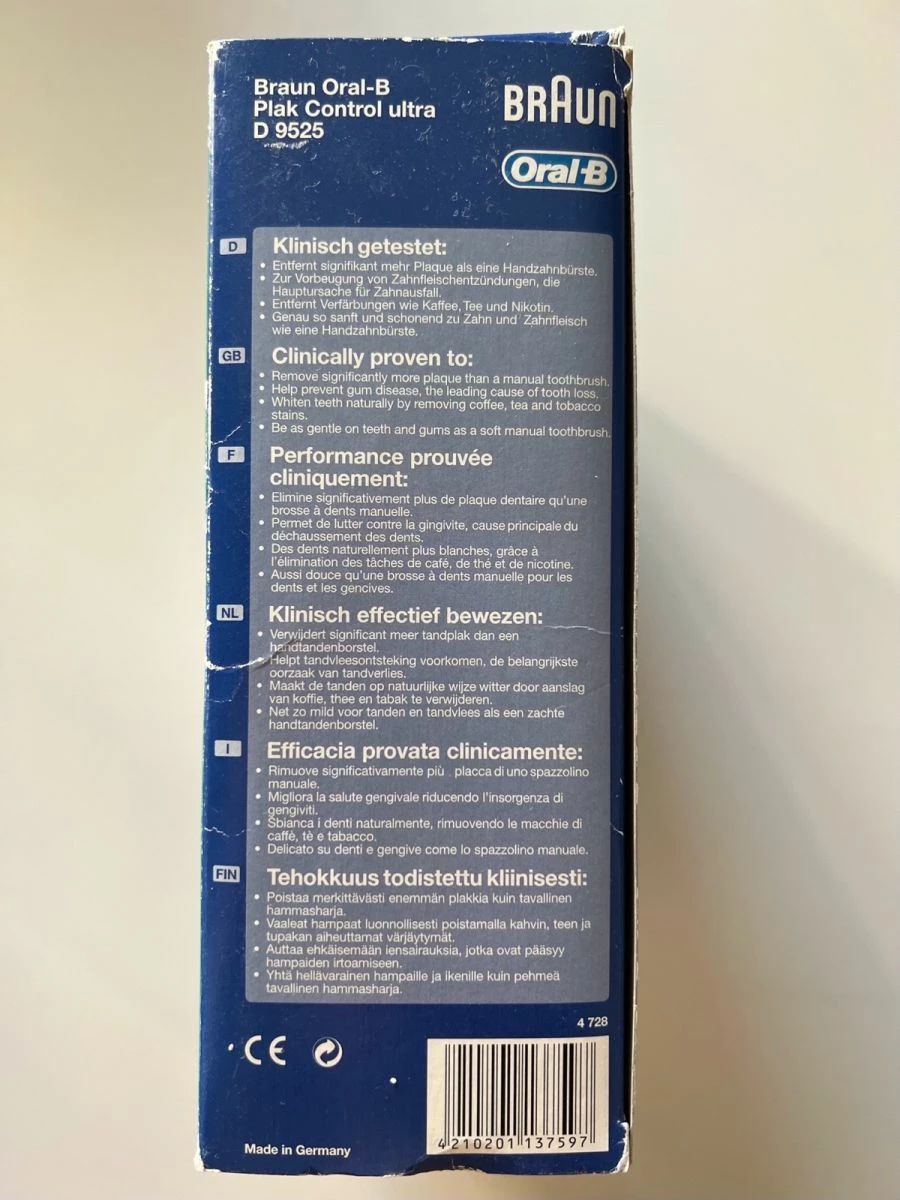 Braun Oral-B
Plak Control ultra
D 9525
BRAUN
Oral-B
D
Klinisch getestet:
• Entfernt signifikant mehr Plaque als eine Handzahnbürste.
• Zur Vorbeugung von Zahnfleischentzündungen, die
Hauptursache für Zahnausfall.
• Entfernt Verfärbungen wie Kaffee, Tee und Nikotin.
• Genau so sanft und schonend zu Zahn und Zahnfleisch
wie eine Handzahnbürste.
GB
Clinically proven to:
• Remove significantly more plaque than a manual toothbrush.
• Help prevent gum disease, the leading cause of tooth loss.
• Whiten teeth naturally by removing coffee, tea and tobacco
stains.
• Be as gentle on teeth and gums as a soft manual toothbrush.
F
Performance prouvée
cliniquement:
• Elimine significativement plus de plaque dentaire qu'une
brosse à dents manuelle.
• Permet de lutter contre la gingivite, cause principale du
déchaussement des dents.
• Des dents naturellement plus blanches, grâce à
l'élimination des tâches de café, de thé et de nicotine.
• Aussi douce qu'une brosse à dents manuelle pour les
dents et les gencives.
NL
Klinisch effectief bewezen:
• Verwijdert significant meer tandplak dan een
handtandenborstel.
• Helpt tandvleesontsteking voorkomen, de belangrijkste
oorzaak van tandverlies.
• Maakt de tanden op natuurlijke wijze witter door aanslag
van koffie, thee en tabak te verwijderen.
• Net zo mild voor tanden en tandvlees als een zachte
handtandenborstel.
I
Efficacia provata clinicamente:
• Rimuove significativamente più . placca di uno spazzolino
manuale.
• Migliora la salute gengivale riducendo l'insorgenza di
gengiviti.
• Sbianca i denti naturalmente, rimuovendo le macchie di
caffè, tè e tabacco.
• Delicato su denti e gengive come lo spazzolino manuale.
FIN
Tehokkuus todistettu kliinisesti:
• Poistaa merkittävästi enemmän plakkia kuin tavallinen
hammasharja.
• Vaaleat hampaat luonnollisesti poistamalla kahvin, teen ja
tupakan aiheuttamat värjäytymät.
• Auttaa ehkäisemään iensairauksia, jotka ovat pääsyy
hampaiden irtoamiseen.
• Yhtä hellävarainen hampaille ja ikenille kuin pehmeä
tavallinen hammasharja.
4 728
CE
4 210201 137597
Made in Germany